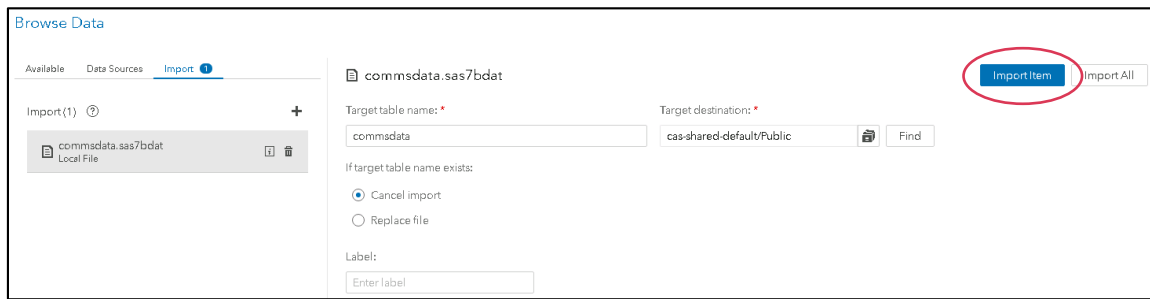 Browse Data
Available Data Sources Import 1
Import (1) ?
commsdata.sas7bdat
Local File
commsdata.sas7bdat
Import Item Import All
Target table name: * Target destination: *
commsdata cas-shared-default/Public Find
If target table name exists:
Cancel import
Replace file
Label:
Enter label